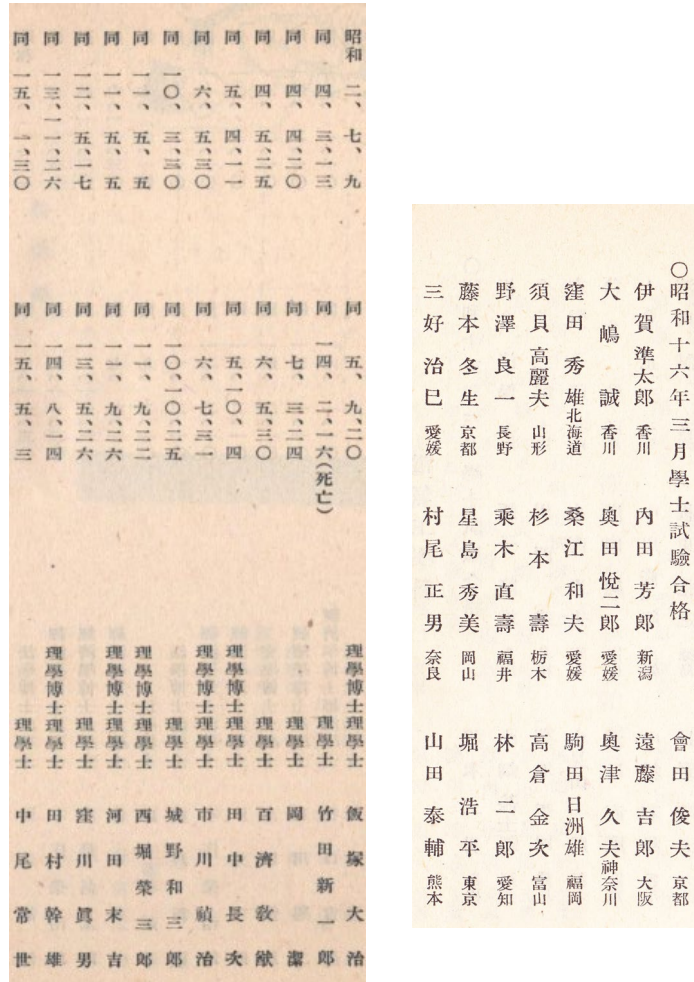 昭和 二、七、九 同 五、九、二〇 理學博士理學士 飯塚大治
同 四、三、一三 同 一四、二、一六(死亡) 理學士 竹田新一郎
同 四、四、二〇 同 七、三、二四 理學士 岡潔
同 四、五、二五 同 六、五、三〇 理學士 百濟教猷
同 五、四、一一 同 五、一〇、四 理學博士理學士 田中長次
同 六、五、三〇 同 六、七、三一 理學博士理學士 市川禎治
同 一〇、三、三〇 同 一〇、一〇、二五 理學士 城野和三郎
同 一一、五、五 同 一一、九、二二 理學博士理學士 西堀榮三郎
同 一一、五、五 同 一一、九、二六 理學博士理學士 河田末吉
同 一二、五、一七 同 一三、五、二六 理學士 窪川眞男
同 一三、一一、二六 同 一四、八、一四 理學博士理學士 田村幹雄
同 一五、一、三〇 同 一五、五、三 理學士 中尾常世
〇昭和十六年三月學士試驗合格 會田俊夫 京都
伊賀準太郎 香川 內田芳郎 新潟 遠藤吉郎 大阪
大嶋誠 香川 奧田悅二郎 愛媛 奧津久夫 神奈川
窪田秀雄 北海道 桑江和夫 愛媛 駒田日洲雄 福岡
須貝高麗夫 山形 杉本壽 栃木 高倉金次 富山
野澤良一 長野 乘木直壽 福井 林二郎 愛知
藤本冬生 京都 星島秀美 岡山 堀浩平 東京
三好治巳 愛媛 村尾正男 奈良 山田泰輔 熊本